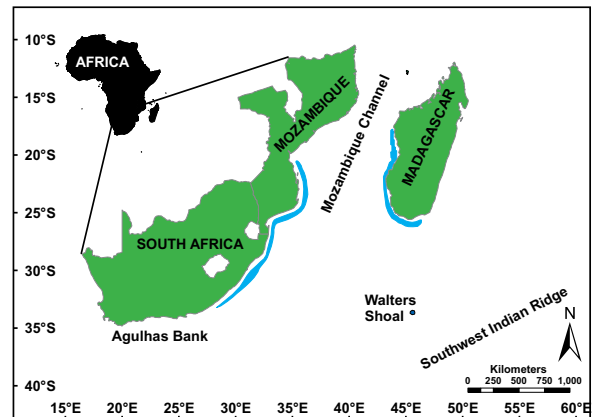 10°S
15°S
20°S
25°S
30°S
35°S
40°S
AFRICA
MOZAMBIQUE
Mozambique Channel
MADAGASCAR
SOUTH AFRICA
Agulhas Bank
Walters
Shoal
Southwest Indian Ridge
N
Kilometers
0 250 500 750 1,000
15°E 20°E 25°E 30°E 35°E 40°E 45°E 50°E 55°E 60°E